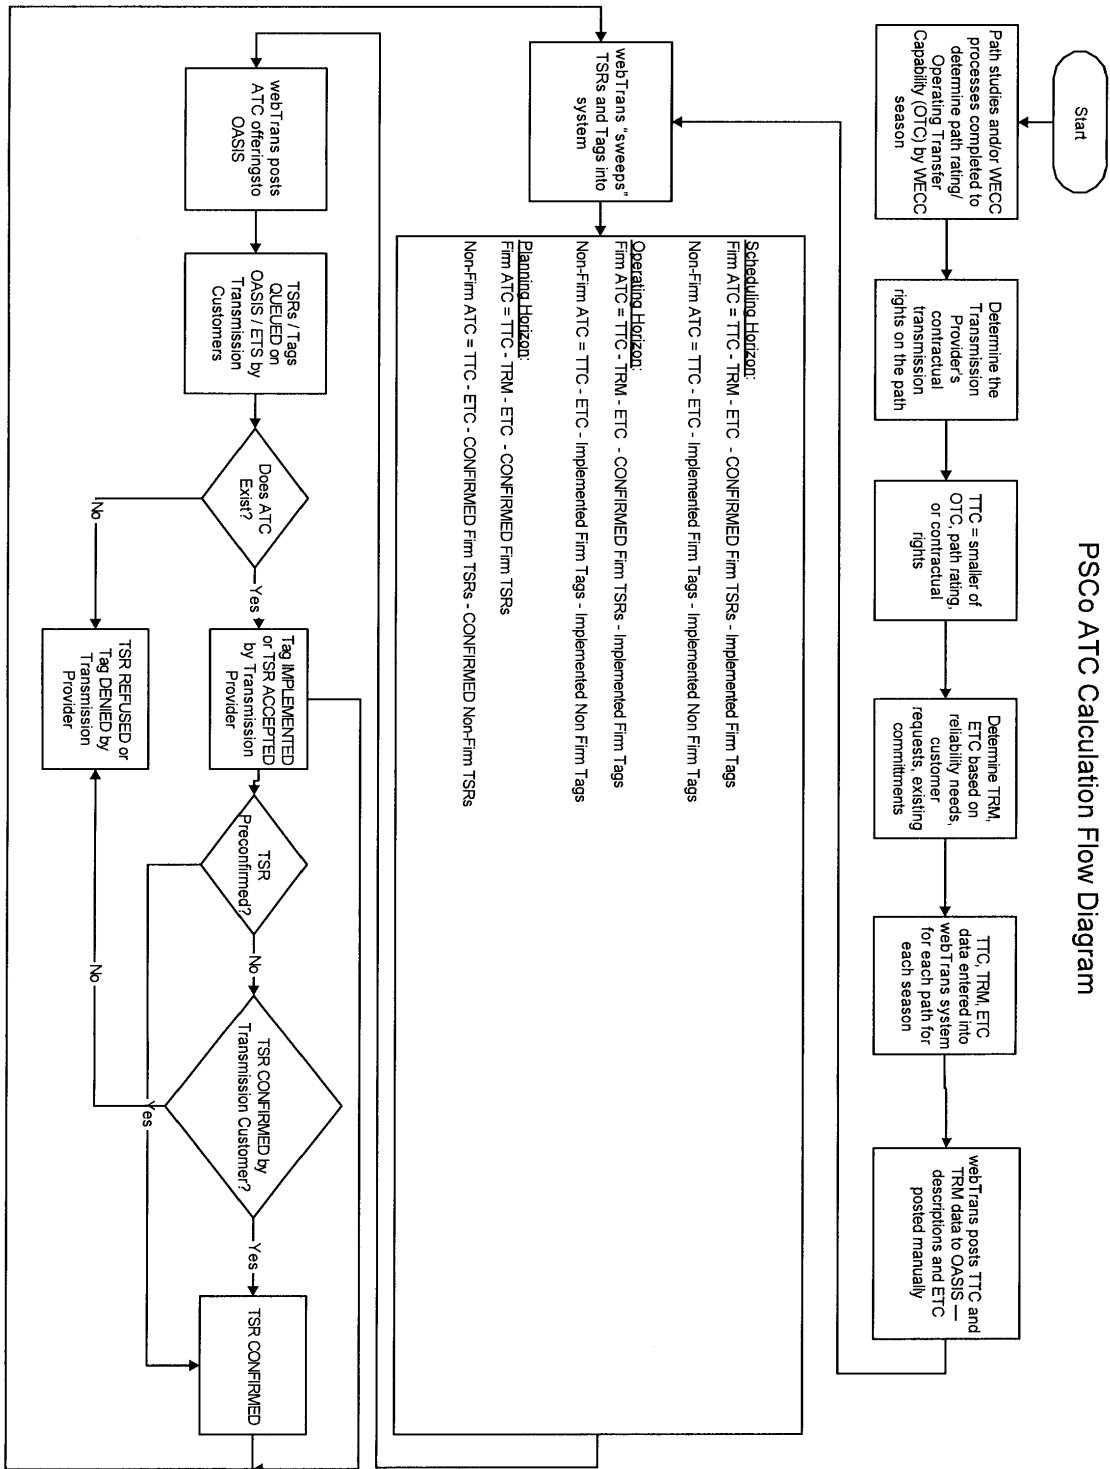 PSCo ATC Calculation Flow Diagram
Start
Path studies and/or WECC
processes completed to
determine path rating/
Operating Transfer
Capability (OTC) by WECC
season
Determine the
Transmission
Provider's
contractual
transmission
rights on the path
TTC = smaller of
OTC, path rating,
or contractual
rights
Determine TRM,
ETC based on
reliability needs,
customer
requests, existing
committments
TTC, TRM, ETC
data entered into
webTrans system
for each path for
each season
webTrans posts TTC and
TRM data to OASIS —
descriptions and ETC
posted manually
webTrans "sweeps"
TSRs and Tags into
system
Scheduling Horizon:
Firm ATC = TTC - TRM - ETC - CONFIRMED Firm TSRs - Implemented Firm Tags
Non-Firm ATC = TTC - ETC - Implemented Firm Tags - Implemented Non Firm Tags
Operating Horizon:
Firm ATC = TTC - TRM - ETC - CONFIRMED Firm TSRs - Implemented Firm Tags
Non-Firm ATC = TTC - ETC - Implemented Firm Tags - Implemented Non Firm Tags
Planning Horizon:
Firm ATC = TTC - TRM - ETC - CONFIRMED Firm TSRs
Non-Firm ATC = TTC - ETC - CONFIRMED Firm TSRs - CONFIRMED Non-Firm TSRs
webTrans posts
ATC offeringsto
OASIS
TSRs / Tags
QUEUED on
OASIS / ETS by
Transmission
Customers
Does ATC
Exist?
Yes
No
Tag IMPLEMENTED
or TSR ACCEPTED
by Transmission
Provider
TSR REFUSED or
Tag DENIED by
Transmission
Provider
TSR
Preconfirmed?
No
Yes
TSR CONFIRMED by
Transmission Customer?
Yes
No
TSR CONFIRMED